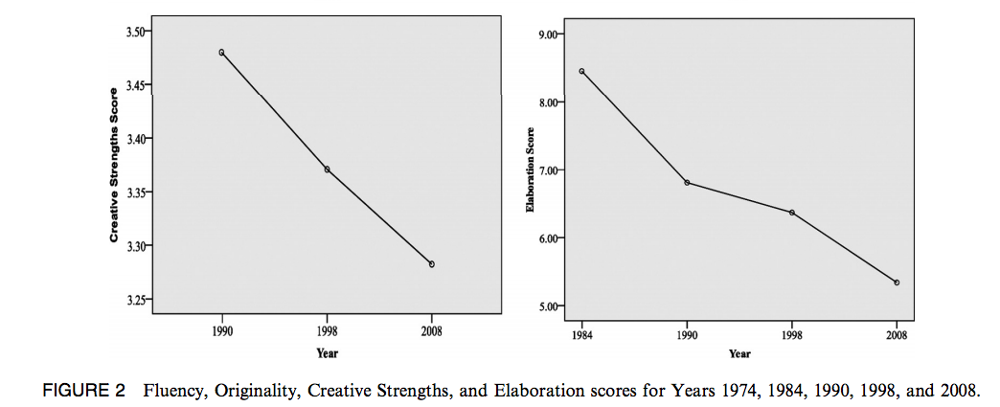 3.50
3.45
3.40
3.35
3.30
3.25
Creative Strengths Score
1990 1998 2008
Year
9.00
8.00
7.00
6.00
5.00
Elaboration Score
1984 1990 1998 2008
Year
FIGURE 2 Fluency, Originality, Creative Strengths, and Elaboration scores for Years 1974, 1984, 1990, 1998, and 2008.